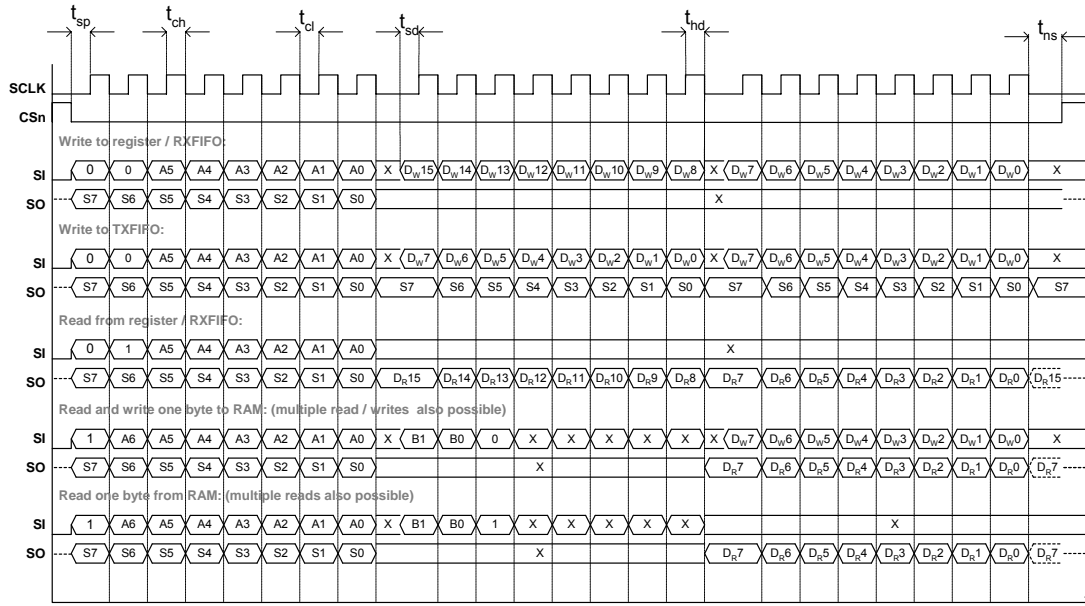 tsp tch tcl tsd thd tns
SCLK
CSn
Write to register / RXFIFO:
SI 0 0 A5 A4 A3 A2 A1 A0 X DW15 DW14 DW13 DW12 DW11 DW10 DW9 DW8 X DW7 DW6 DW5 DW4 DW3 DW2 DW1 DW0 X
SO S7 S6 S5 S4 S3 S2 S1 S0 X
Write to TXFIFO:
SI 0 0 A5 A4 A3 A2 A1 A0 X DW7 DW6 DW5 DW4 DW3 DW2 DW1 DW0 X DW7 DW6 DW5 DW4 DW3 DW2 DW1 DW0 X
SO S7 S6 S5 S4 S3 S2 S1 S0 S7 S6 S5 S4 S3 S2 S1 S0 S7 S6 S5 S4 S3 S2 S1 S0 S7
Read from register / RXFIFO:
SI 0 1 A5 A4 A3 A2 A1 A0 X
SO S7 S6 S5 S4 S3 S2 S1 S0 DR15 DR14 DR13 DR12 DR11 DR10 DR9 DR8 DR7 DR6 DR5 DR4 DR3 DR2 DR1 DR0 DR15
Read and write one byte to RAM: (multiple read / writes also possible)
SI 1 A6 A5 A4 A3 A2 A1 A0 X B1 B0 0 X X X X X X DW7 DW6 DW5 DW4 DW3 DW2 DW1 DW0 X
SO S7 S6 S5 S4 S3 S2 S1 S0 X DR7 DR6 DR5 DR4 DR3 DR2 DR1 DR0 DR7
Read one byte from RAM: (multiple reads also possible)
SI 1 A6 A5 A4 A3 A2 A1 A0 X B1 B0 1 X X X X X X
SO S7 S6 S5 S4 S3 S2 S1 S0 X DR7 DR6 DR5 DR4 DR3 DR2 DR1 DR0 DR7